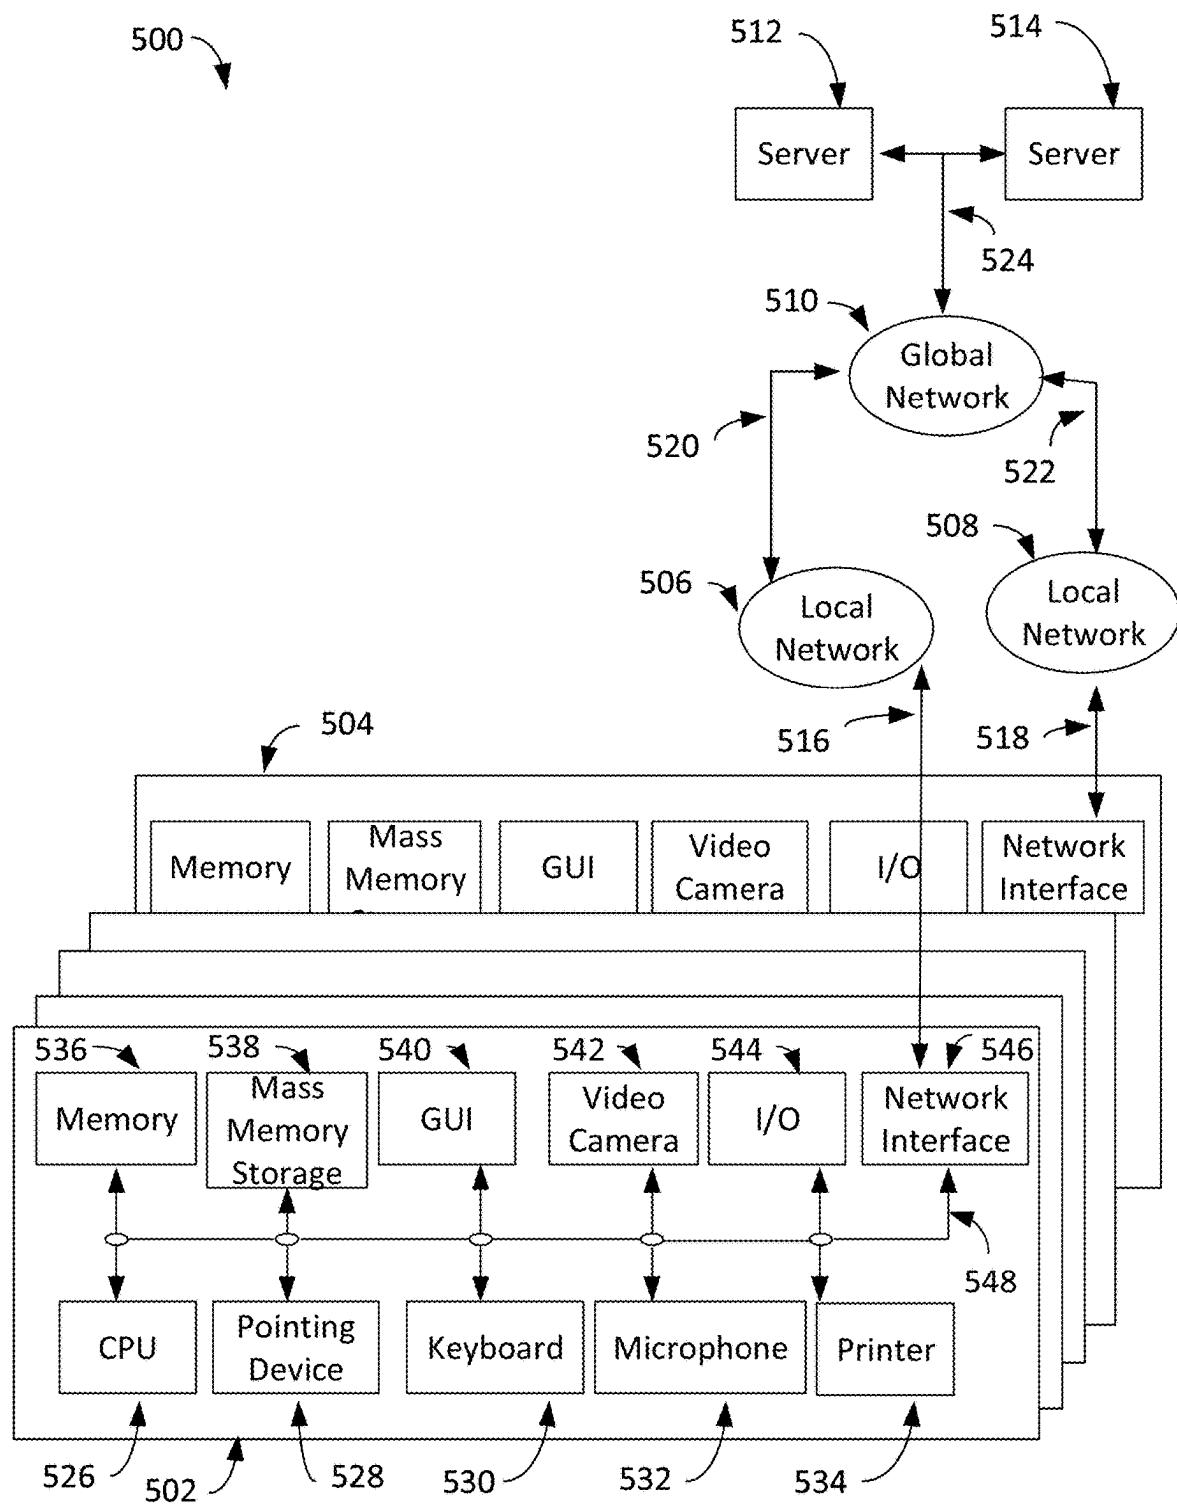 500
512
514
Server
Server
524
510
Global
Network
520
522
508
506
Local
Network
Local
Network
504
516
518
Memory
Mass
Memory
GUI
Video
Camera
I/O
Network
Interface
536
538
540
542
544
546
Memory
Mass
Memory
Storage
GUI
Video
Camera
I/O
Network
Interface
548
CPU
Pointing
Device
Keyboard
Microphone
Printer
526
502
528
530
532
534